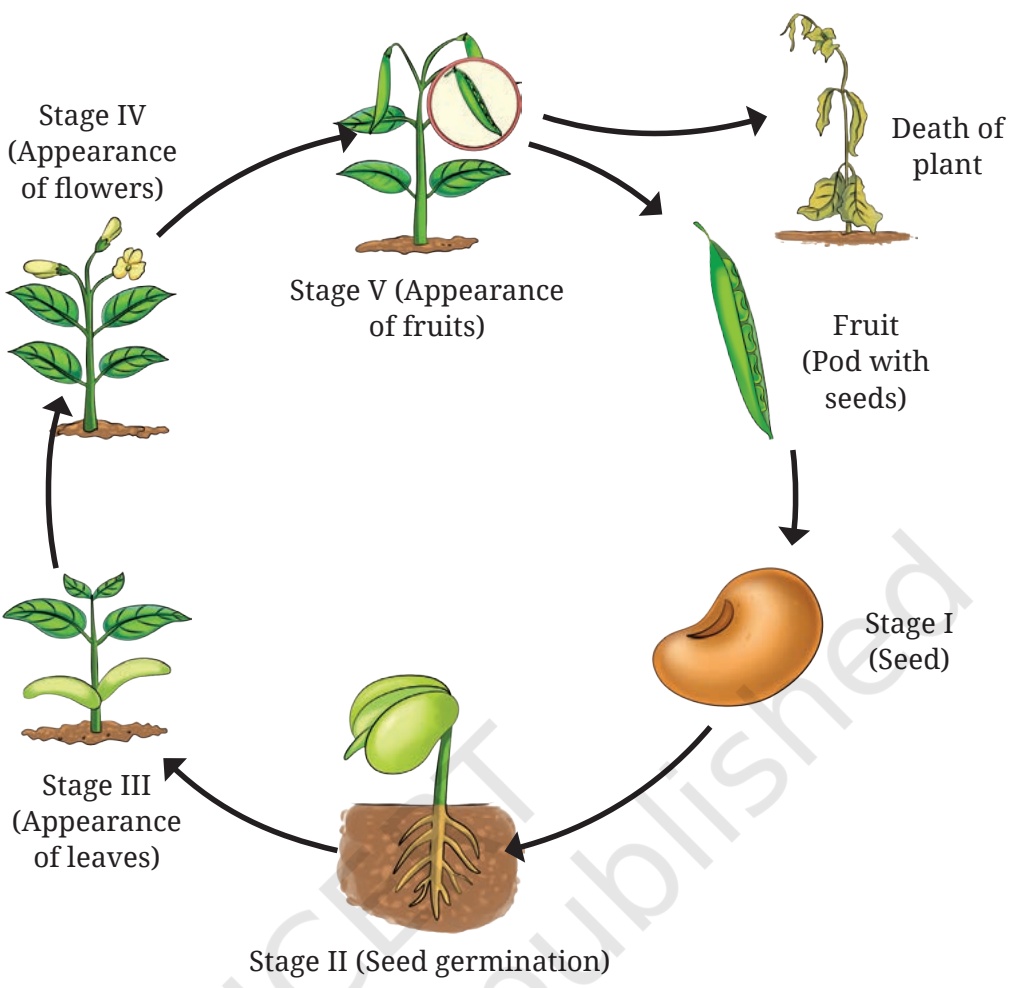 Stage IV
(Appearance
of flowers)
Stage V (Appearance
of fruits)
Death of
plant
Fruit
(Pod with
seeds)
Stage I
(Seed)
Stage II (Seed germination)
Stage III
(Appearance
of leaves)
published